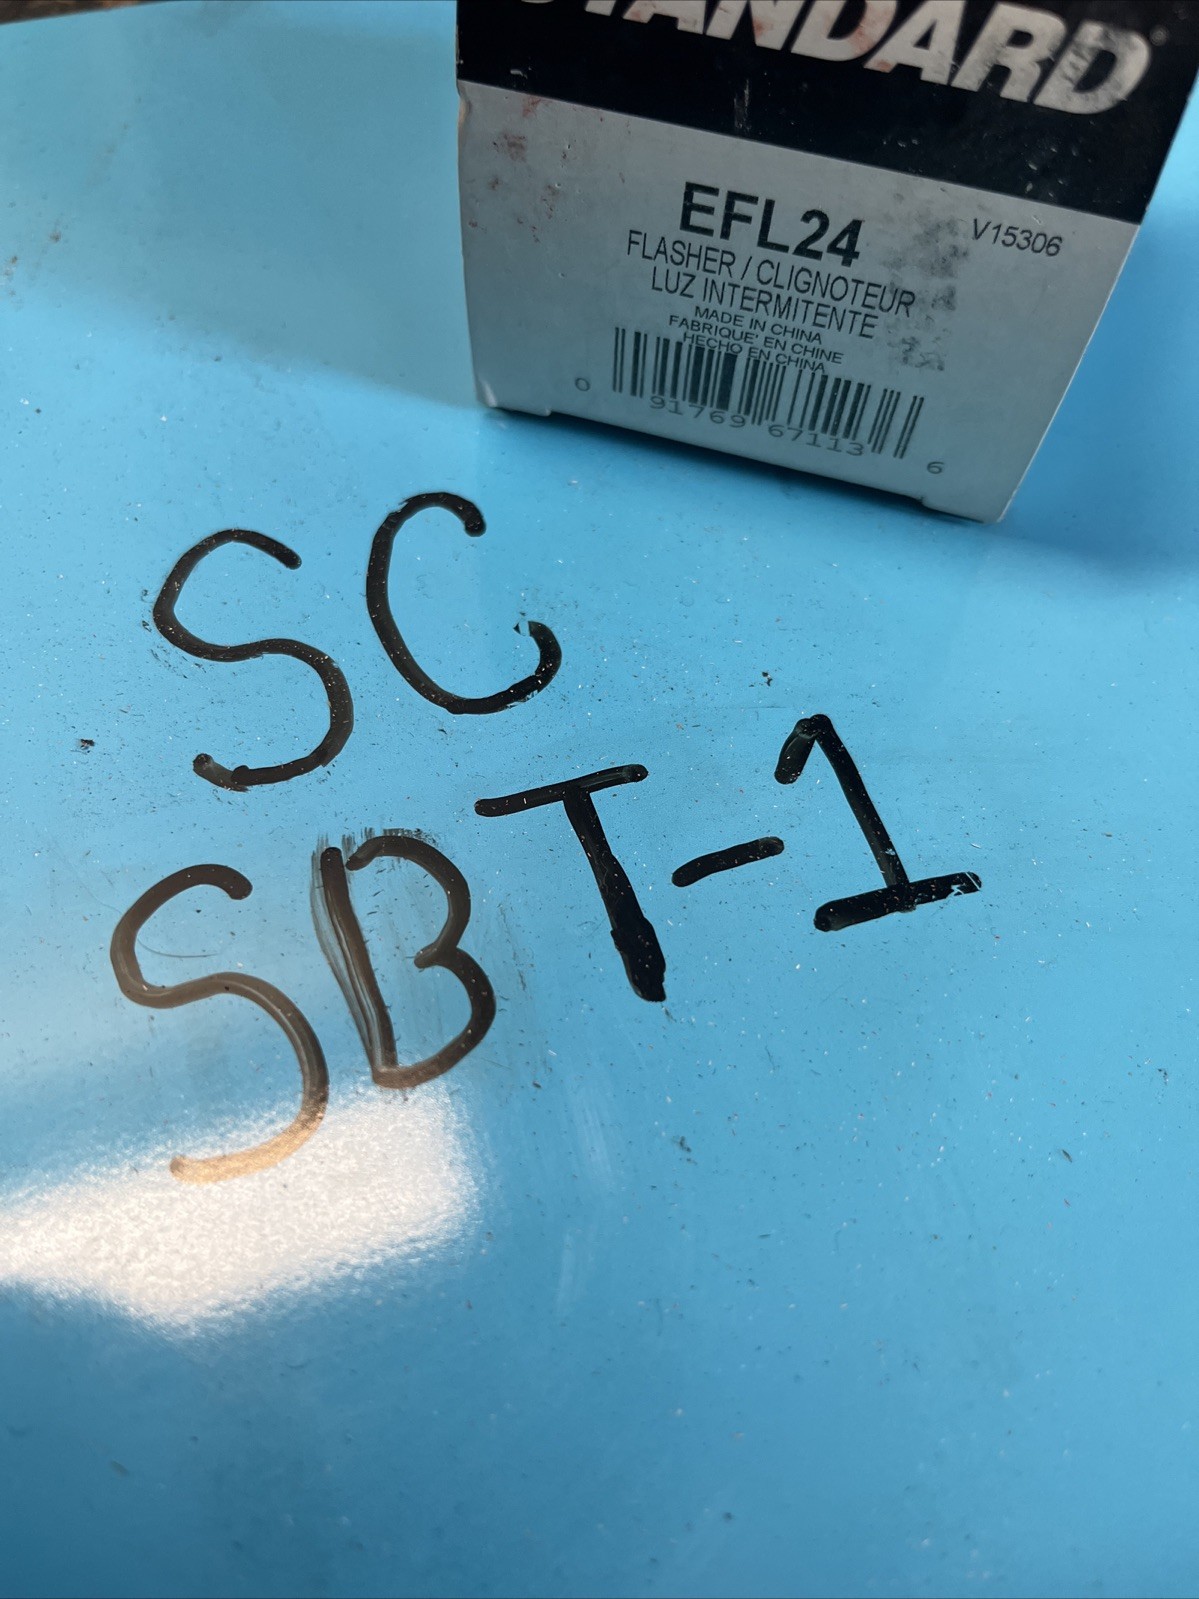 STANDARD®
EFL24
V15306
FLASHER / CLIGNOTEUR
LUZ INTERMITENTE
MADE IN CHINA
FABRIQUE' EN CHINE
HECHO EN CHINA
0 91769 67113 6
SC
SBT-1